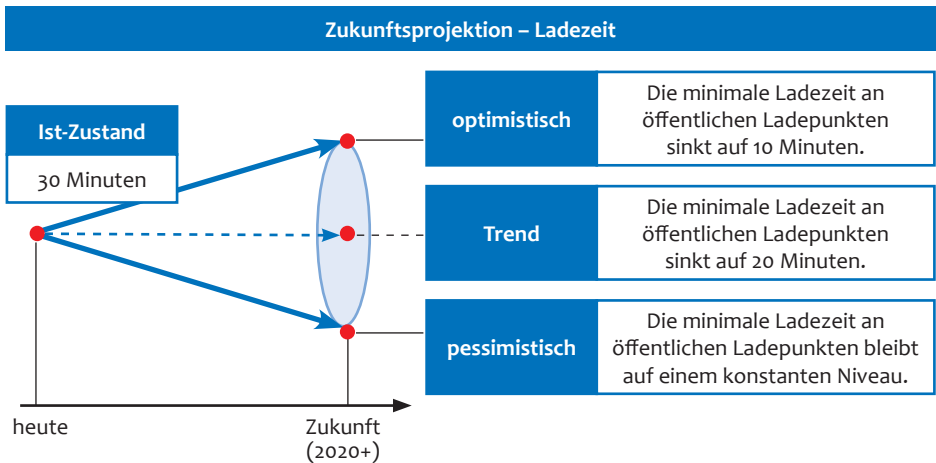 Zukunftsprojektion – Ladezeit
Ist-Zustand
30 Minuten
optimistisch
Die minimale Ladezeit an
öffentlichen Ladepunkten
sinkt auf 10 Minuten.
Trend
Die minimale Ladezeit an
öffentlichen Ladepunkten
sinkt auf 20 Minuten.
pessimistisch
Die minimale Ladezeit an
öffentlichen Ladepunkten bleibt
auf einem konstanten Niveau.
heute
Zukunft
(2020+)